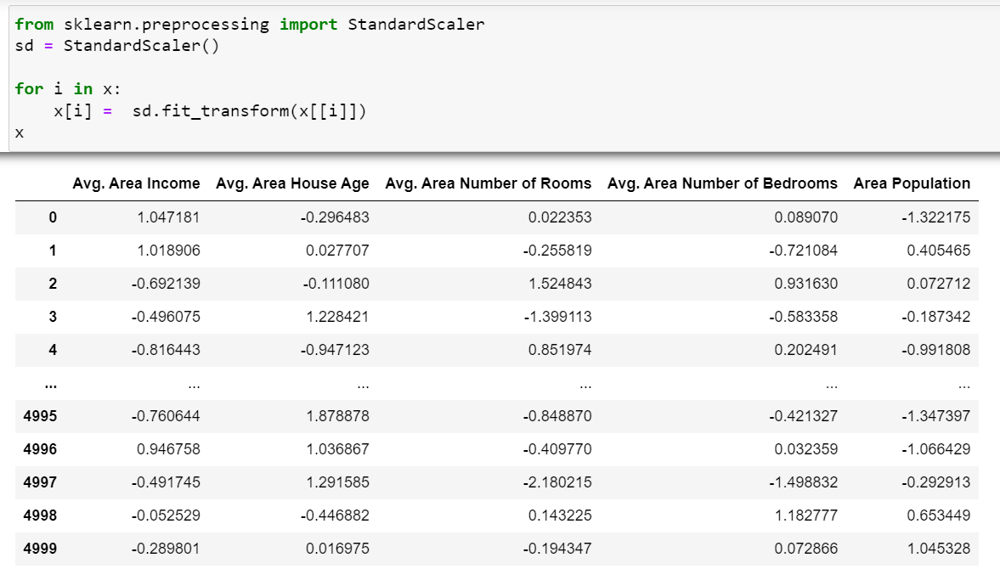 from sklearn.preprocessing import StandardScaler
sd = StandardScaler()
for i in x:
x[i] =  sd.fit_transform(x[[i]])
x
Avg. Area Income Avg. Area House Age Avg. Area Number of Rooms Avg. Area Number of Bedrooms Area Population
0 1.047181 -0.296483 0.022353 0.089070 -1.322175
1 1.018906 0.027707 -0.255819 -0.721084 0.405465
2 -0.692139 -0.111080 1.524843 0.931630 0.072712
3 -0.496075 1.228421 -1.399113 -0.583358 -0.187342
4 -0.816443 -0.947123 0.851974 0.202491 -0.991808
... ... ... ... ... ...
4995 -0.760644 1.878878 -0.848870 -0.421327 -1.347397
4996 0.946758 1.036867 -0.409770 0.032359 -1.066429
4997 -0.491745 1.291585 -2.180215 -1.498832 -0.292913
4998 -0.052529 -0.446882 0.143225 1.182777 0.653449
4999 -0.289801 0.016975 -0.194347 0.072866 1.045328